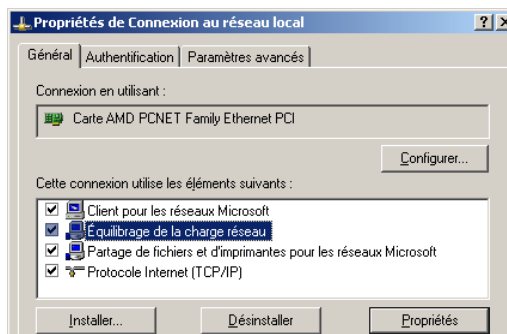 Propriétés de Connexion au réseau local
Général Authentification Paramètres avancés
Connexion en utilisant :
Carte AMD PCNET Family Ethernet PCI
Configurer...
Cette connexion utilise les éléments suivants :
Client pour les réseaux Microsoft
Équilibrage de la charge réseau
Partage de fichiers et d'imprimantes pour les réseaux Microsoft
Protocole Internet (TCP/IP)
Installer... Désinstaller Propriétés